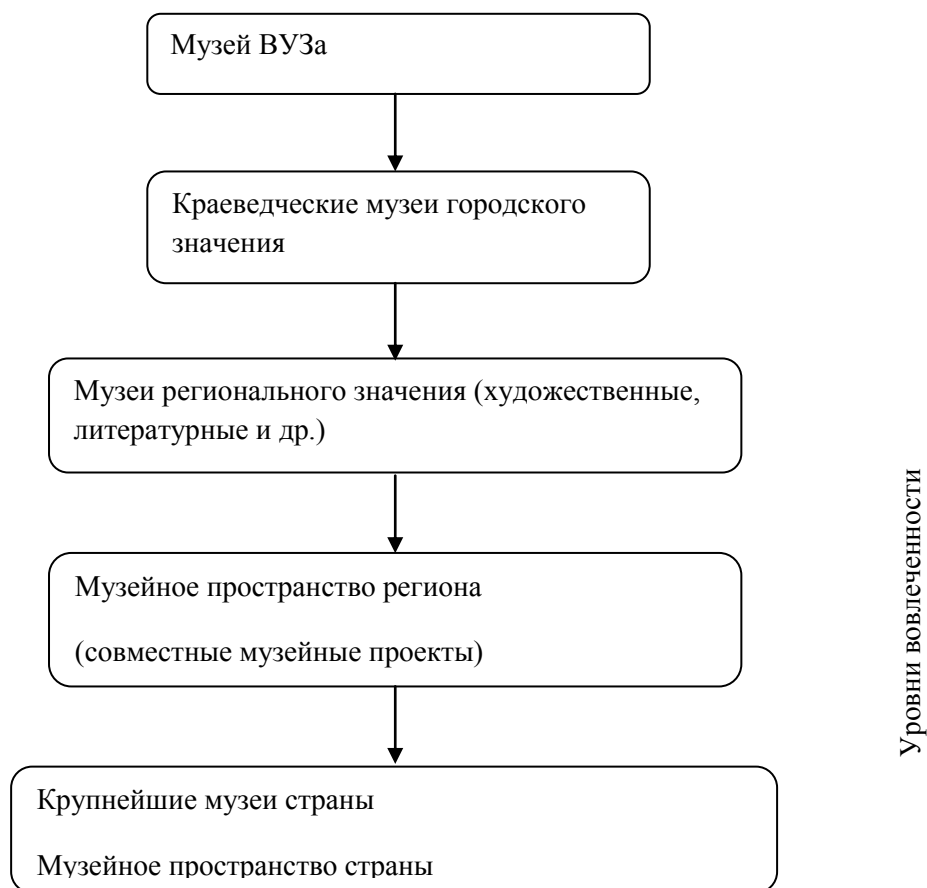 Музей ВУЗа
Краеведческие музеи городского
значения
Музеи регионального значения (художественные,
литературные и др.)
Музейное пространство региона
(совместные музейные проекты)
Крупнейшие музеи страны
Музейное пространство страны
Уровни вовлеченности